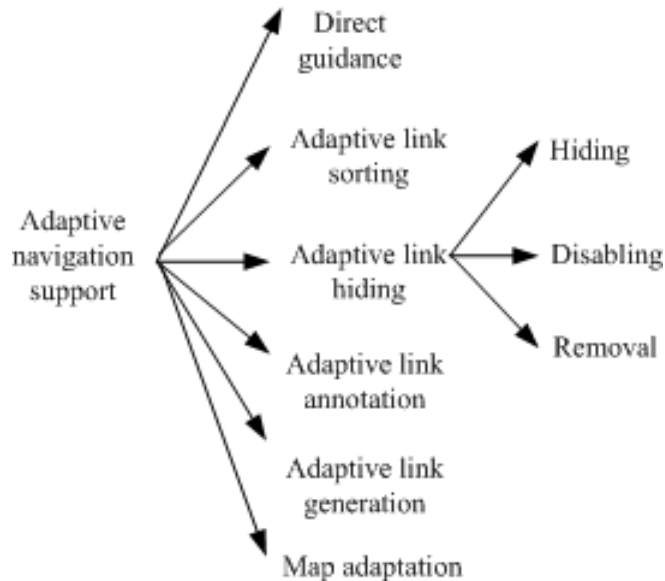 Direct
guidance
Adaptive link
sorting
Hiding
Adaptive
navigation
support
Adaptive link
hiding
Disabling
Removal
Adaptive link
annotation
Adaptive link
generation
Map adaptation